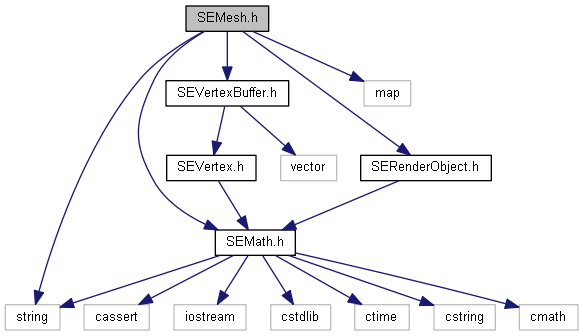 SEMesh.h
SEVertexBuffer.h
map
SEVertex.h
vector
SERenderObject.h
SEMath.h
string
cassert
iostream
cstdlib
ctime
cstring
cmath